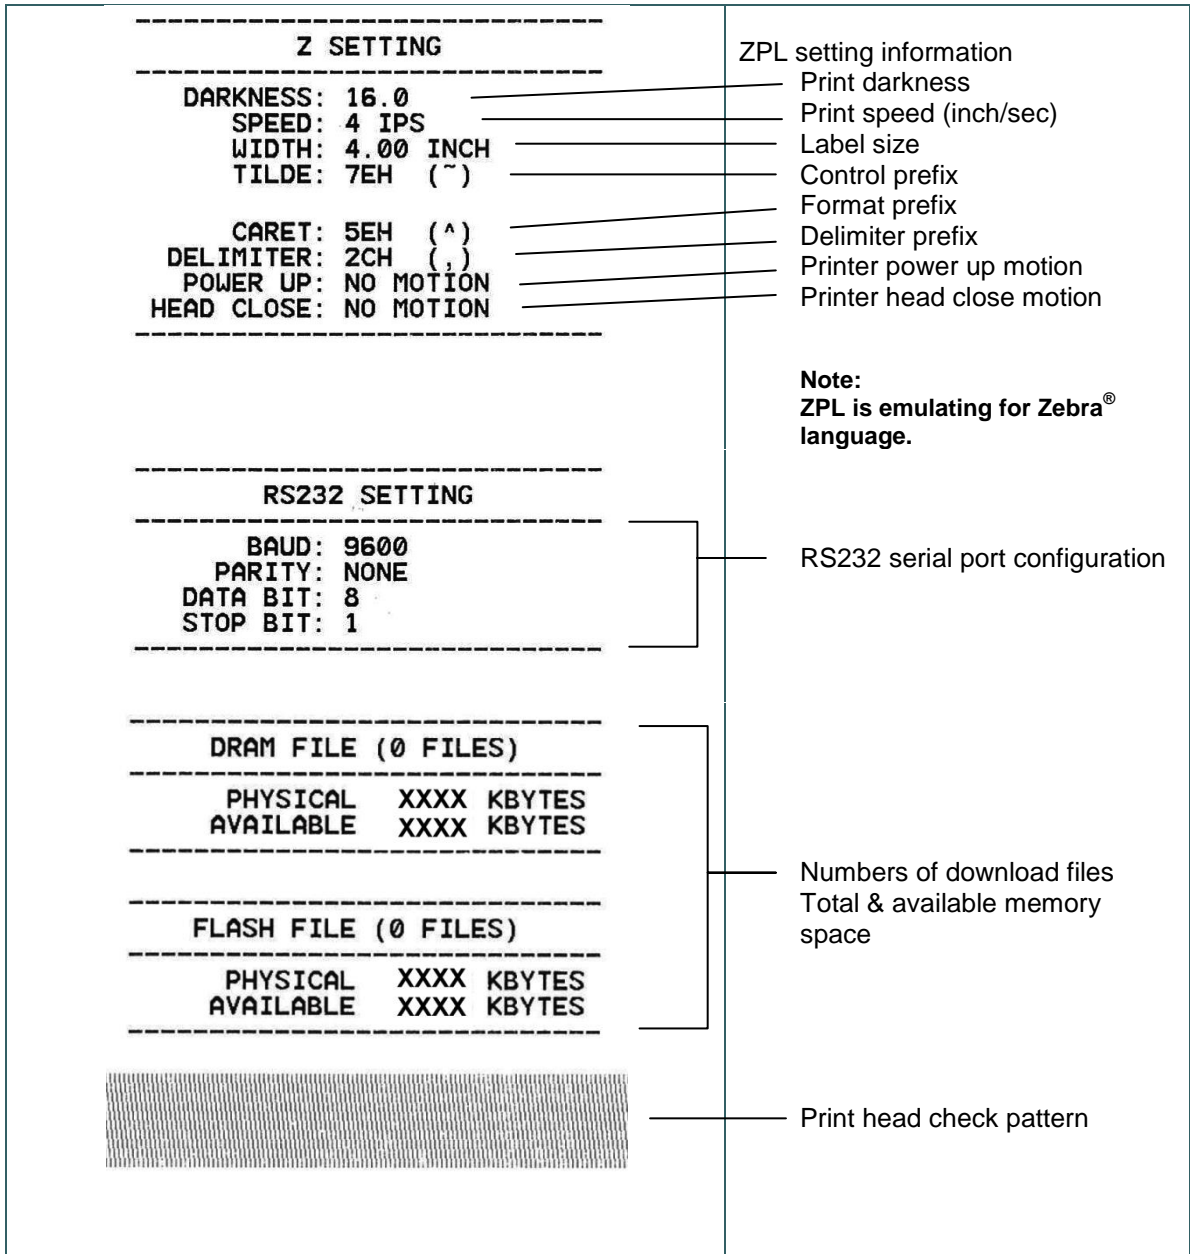 Z SETTING
DARKNESS: 16.0
SPEED: 4 IPS
WIDTH: 4.00 INCH
TILDE: 7EH (~)
CARET: 5EH (^)
DELIMITER: 2CH (,)
POWER UP: NO MOTION
HEAD CLOSE: NO MOTION
ZPL setting information
Print darkness
Print speed (inch/sec)
Label size
Control prefix
Format prefix
Delimiter prefix
Printer power up motion
Printer head close motion
Note:
ZPL is emulating for Zebra®
language.
RS232 SETTING
BAUD: 9600
PARITY: NONE
DATA BIT: 8
STOP BIT: 1
RS232 serial port configuration
DRAM FILE (0 FILES)
PHYSICAL XXXX KBYTES
AVAILABLE XXXX KBYTES
FLASH FILE (0 FILES)
PHYSICAL XXXX KBYTES
AVAILABLE XXXX KBYTES
Numbers of download files
Total & available memory
space
Print head check pattern